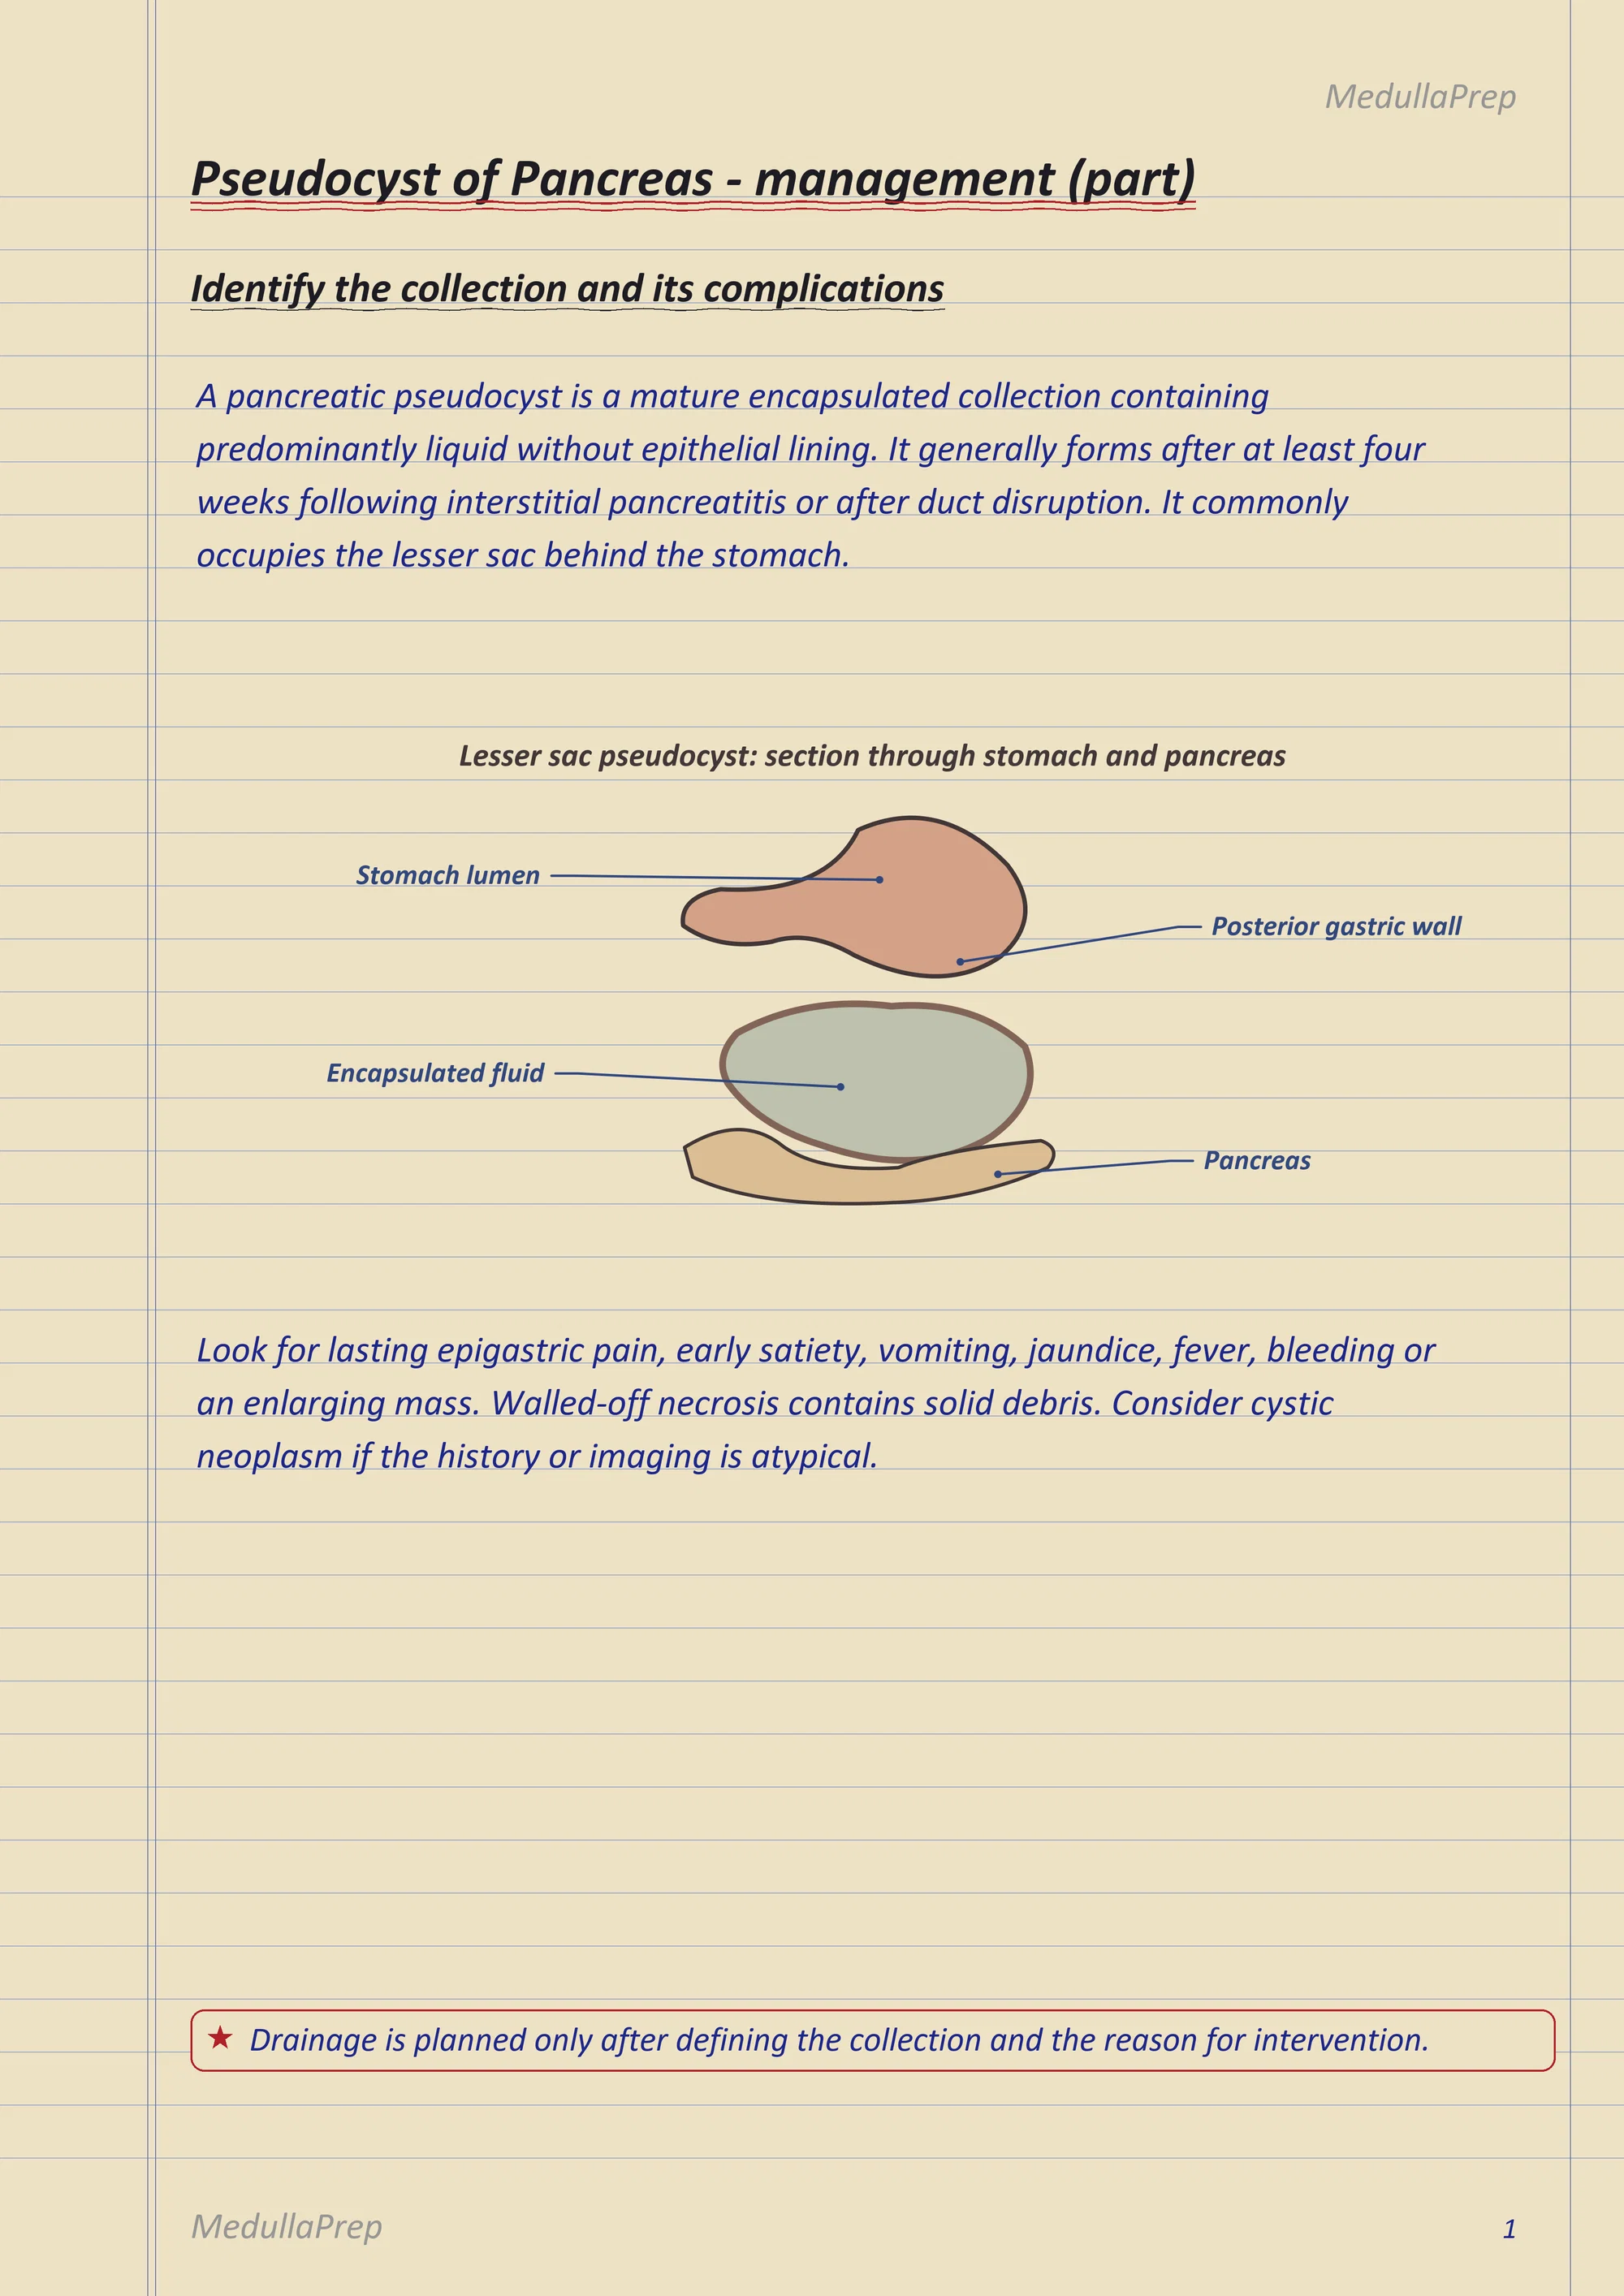 MedullaPrep
Pseudocyst of Pancreas - management (part)
Identify the collection and its complications
A pancreatic pseudocyst is a mature encapsulated collection containing
predominantly liquid without epithelial lining. It generally forms after at least four
weeks following interstitial pancreatitis or after duct disruption. It commonly
occupies the lesser sac behind the stomach.
Lesser sac pseudocyst: section through stomach and pancreas
Stomach lumen
Posterior gastric wall
Encapsulated fluid
Pancreas
Look for lasting epigastric pain, early satiety, vomiting, jaundice, fever, bleeding or
an enlarging mass. Walled-off necrosis contains solid debris. Consider cystic
neoplasm if the history or imaging is atypical.
★ Drainage is planned only after defining the collection and the reason for intervention.
MedullaPrep
1